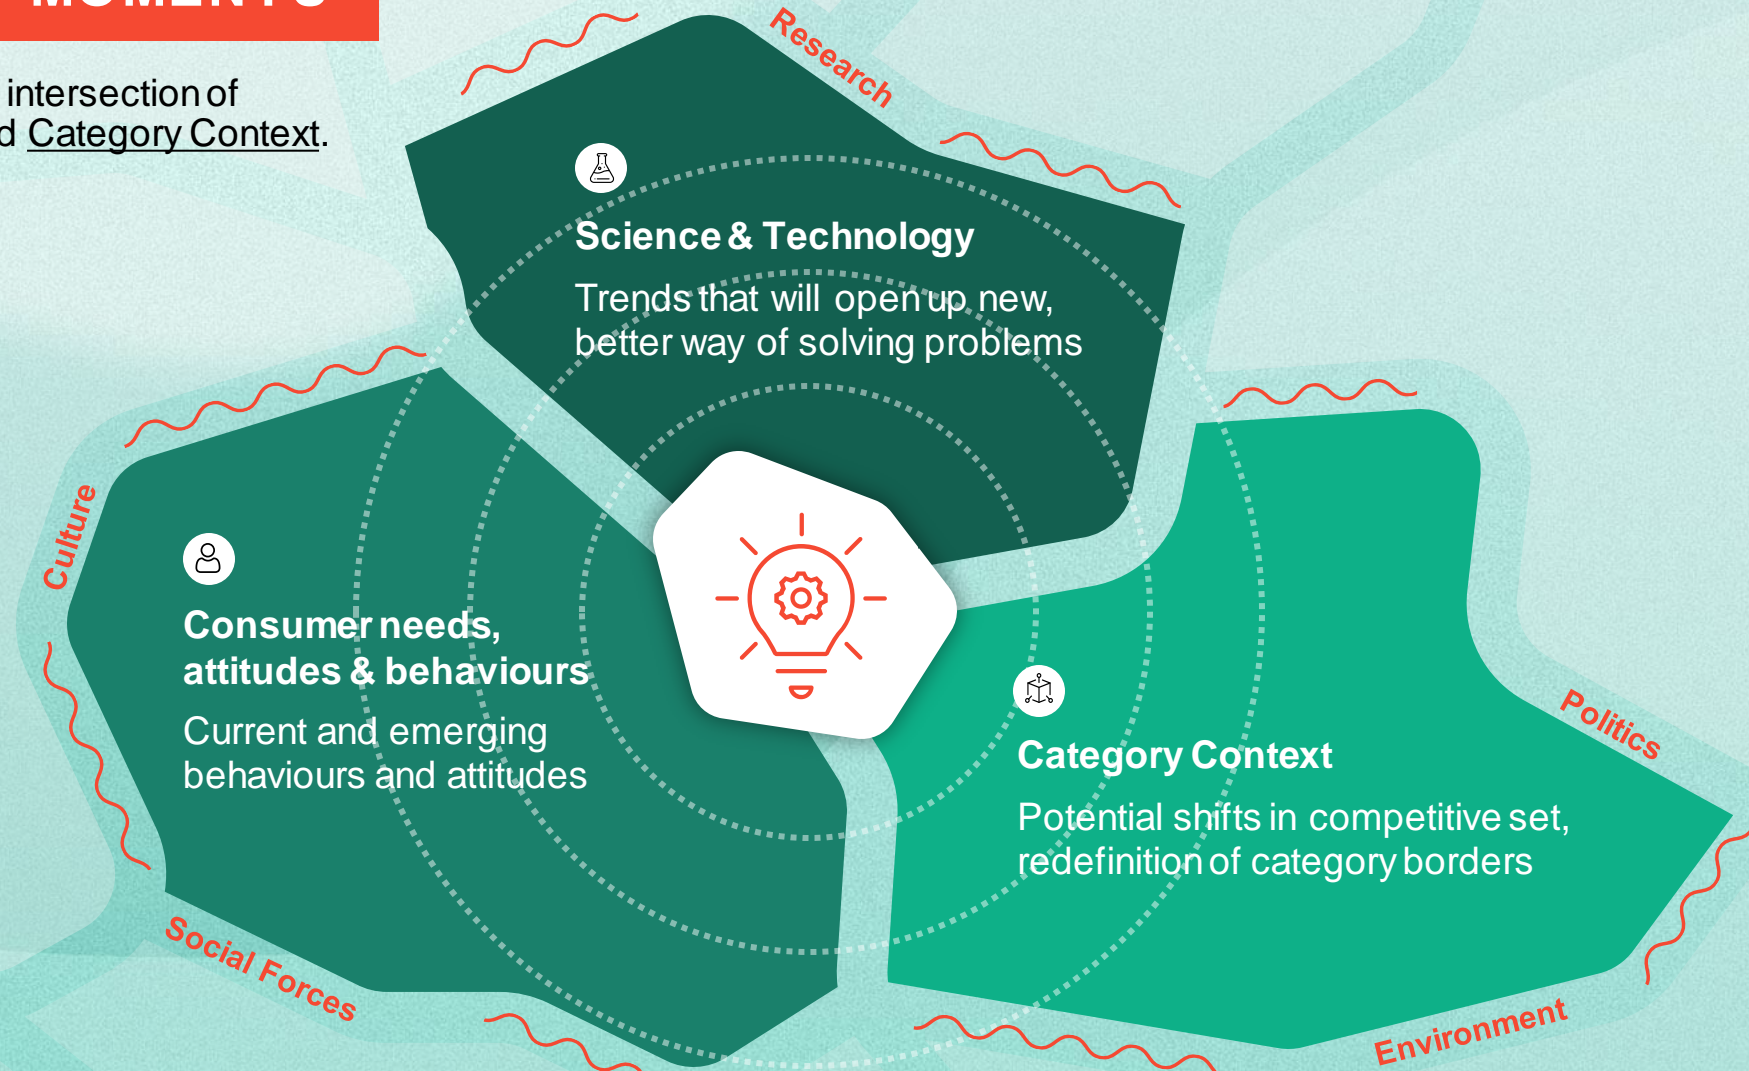 MOMENTS
intersection of
d Category Context.
Research
Science & Technology
Trends that will open up new,
better way of solving problems
Culture
Consumer needs,
attitudes & behaviours
Current and emerging
behaviours and attitudes
Politics
Category Context
Potential shifts in competitive set,
redefinition of category borders
Social Forces
Environment